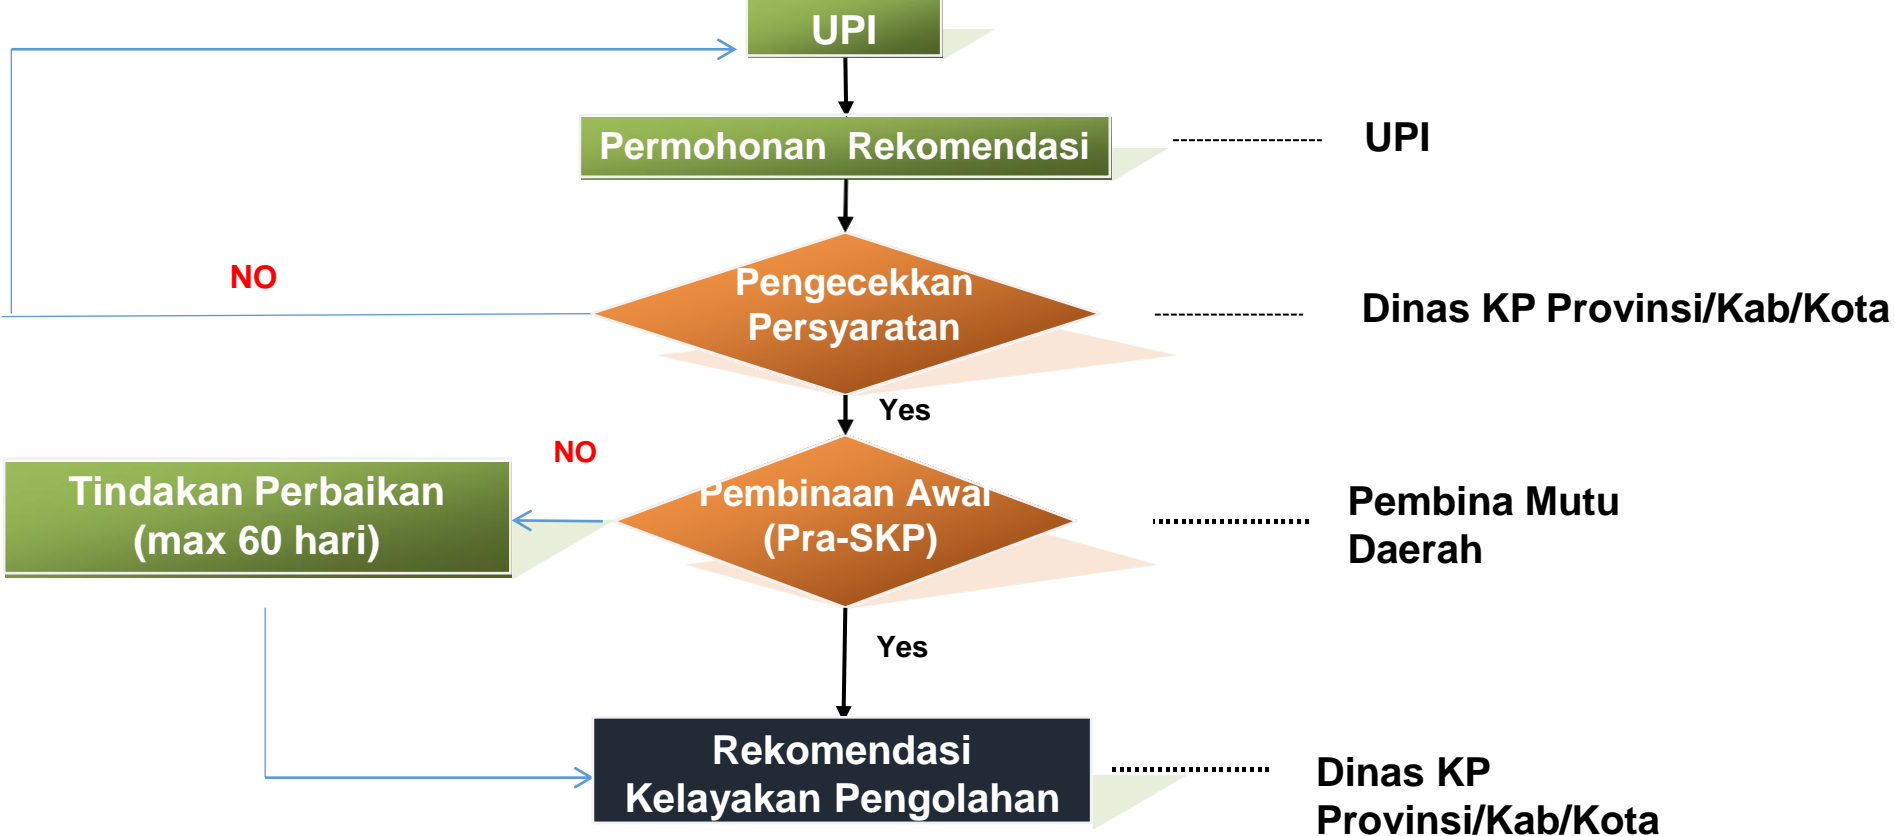 UPI
Permohonan Rekomendasi
UPI
NO
Pengecekkan
Persyaratan
Dinas KP Provinsi/Kab/Kota
Yes
NO
Tindakan Perbaikan
(max 60 hari)
Pembinaan Awal
(Pra-SKP)
Pembina Mutu
Daerah
Yes
Rekomendasi
Kelayakan Pengolahan
Dinas KP
Provinsi/Kab/Kota